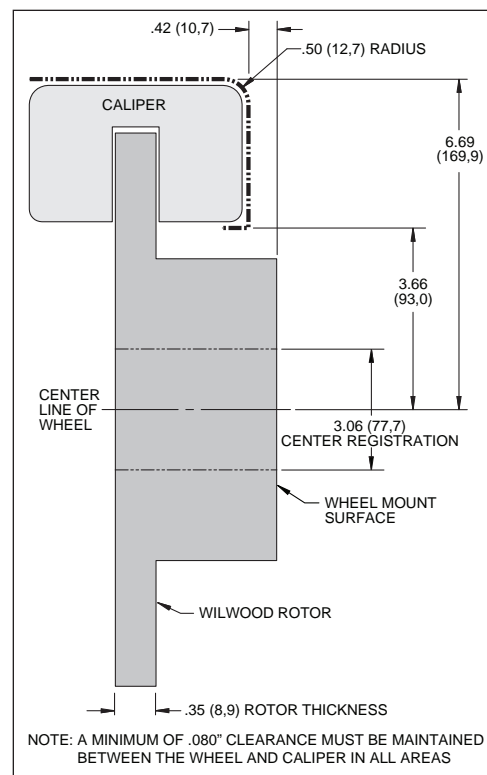 .42 (10,7)
.50 (12,7) RADIUS
CALIPER
6.69
(169,9)
3.66
(93,0)
CENTER
LINE OF
WHEEL
3.06 (77,7)
CENTER REGISTRATION
WHEEL MOUNT
SURFACE
WILWOOD ROTOR
.35 (8,9) ROTOR THICKNESS
NOTE: A MINIMUM OF .080" CLEARANCE MUST BE MAINTAINED
BETWEEN THE WHEEL AND CALIPER IN ALL AREAS